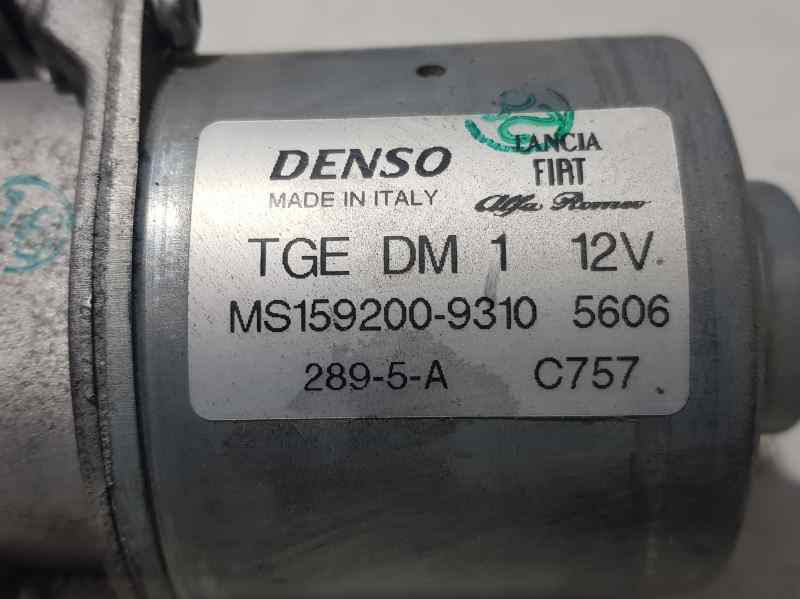 DENSO
MADE IN ITALY
LANCIA
FIAT
Alfa Romeo
TGE DM 1 12V
MS159200-9310 5606
289-5-A C757